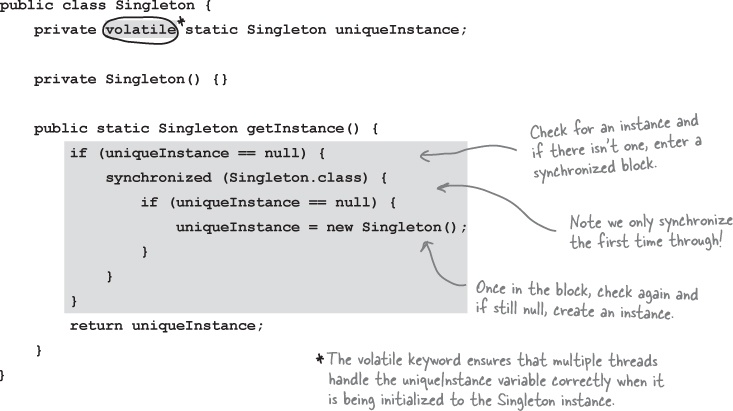 public class Singleton {
private volatile* static Singleton uniqueInstance;
private Singleton() {}
public static Singleton getInstance() {
if (uniqueInstance == null) {
synchronized (Singleton.class) {
if (uniqueInstance == null) {
uniqueInstance = new Singleton();
}
}
}
return uniqueInstance;
}
}
Check for an instance and
if there isn't one, enter a
synchronized block.
Note we only synchronize
the first time through!
Once in the block, check again and
if still null, create an instance.
* The volatile keyword ensures that multiple threads
handle the uniqueInstance variable correctly when it
is being initialized to the Singleton instance.